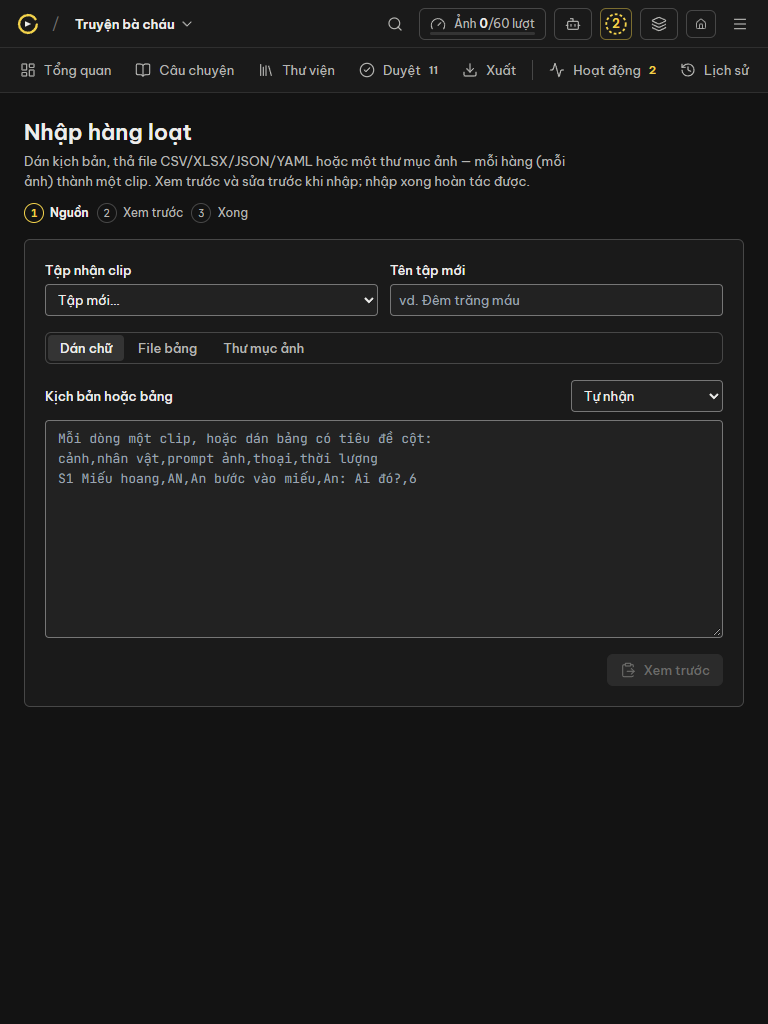 / Truyện bà cháu
Ảnh 0/60 lượt
2
Tổng quan
Câu chuyện
Thư viện
Duyệt 11
Xuất
Hoạt động 2
Lịch sử
Nhập hàng loạt
Dán kịch bản, thả file CSV/XLSX/JSON/YAML hoặc một thư mục ảnh — mỗi hàng (mỗi
ảnh) thành một clip. Xem trước và sửa trước khi nhập; nhập xong hoàn tác được.
1 Nguồn 2 Xem trước 3 Xong
Tập nhận clip
Tập mới...
Tên tập mới
vd. Đêm trăng máu
Dán chữ
File bảng
Thư mục ảnh
Kịch bản hoặc bảng
Tự nhận
Mỗi dòng một clip, hoặc dán bảng có tiêu đề cột:
cảnh,nhân vật,prompt ảnh,thoại,thời lượng
S1 Miếu hoang,AN,An bước vào miếu,An: Ai đó?,6
Xem trước